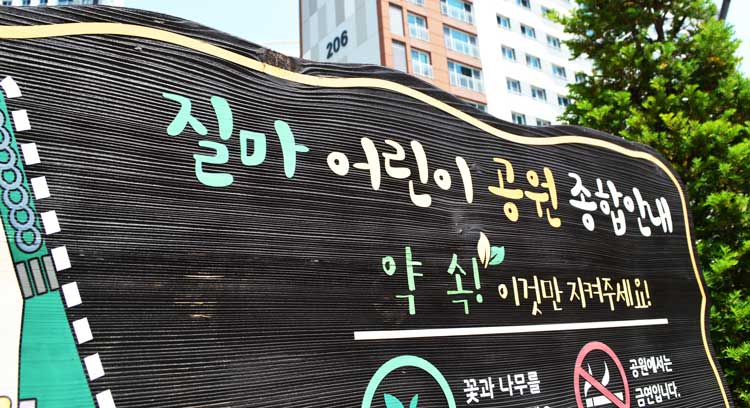 206
질마 어린이 공원 종합안내
약 속! 이것만 지켜주세요!
꽃과 나무를
공원에서는
금연입니다.